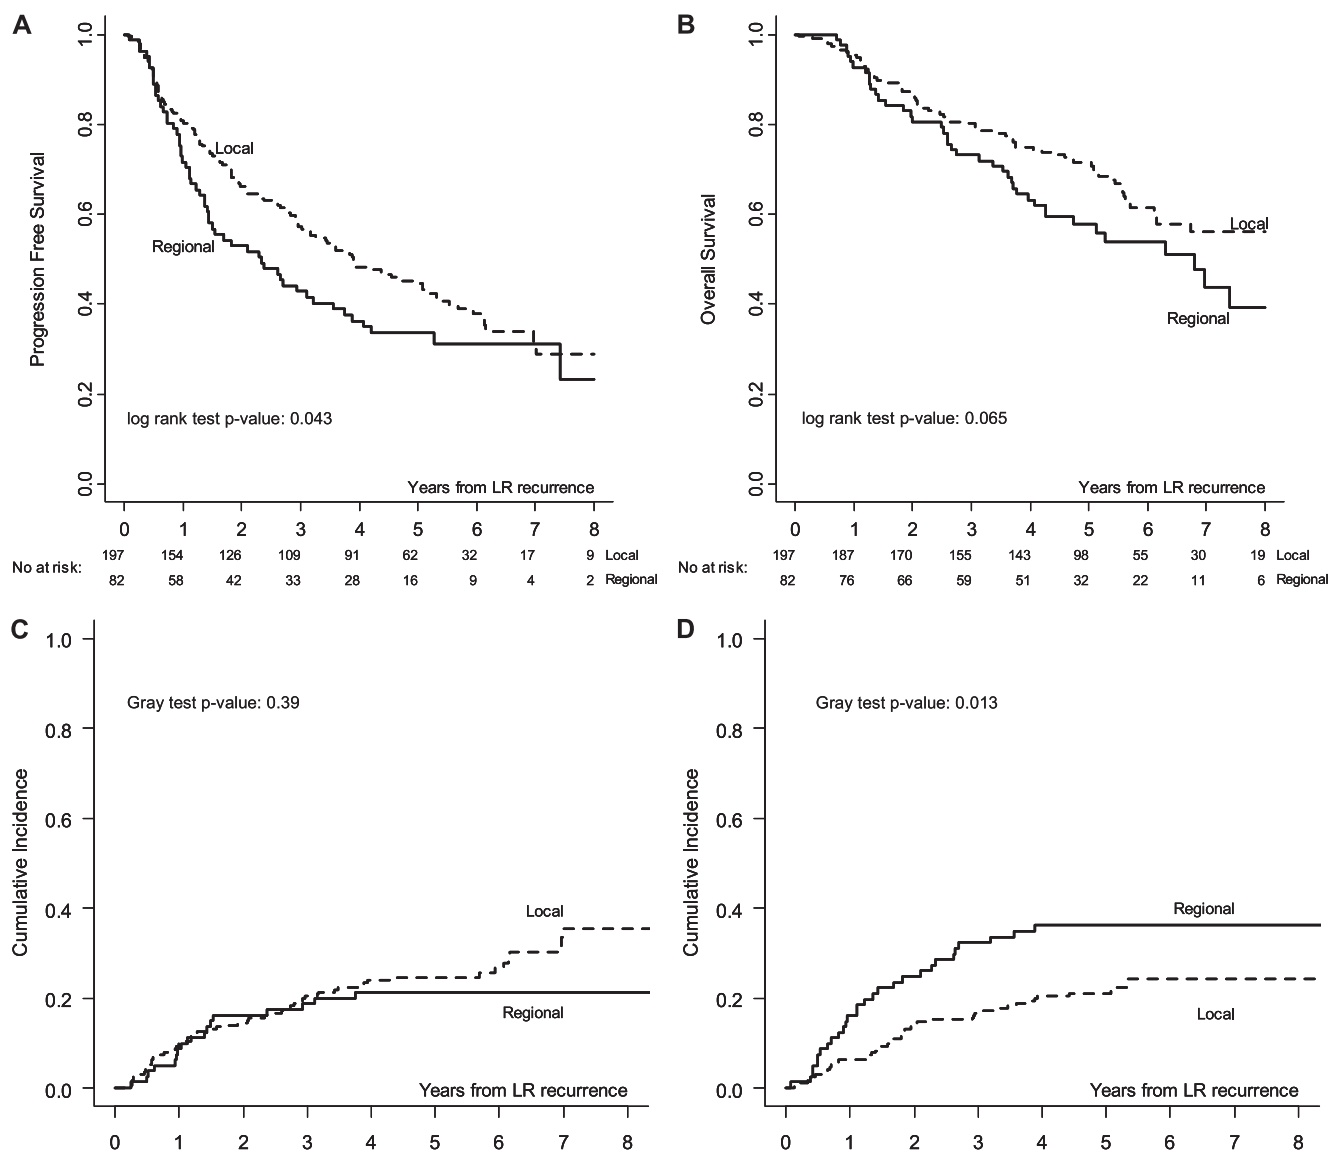 A
Progression Free Survival
1.0
0.8
0.6
0.4
0.2
0.0
Local
Regional
log rank test p-value: 0.043
Years from LR recurrence
0 1 2 3 4 5 6 7 8
197 154 126 109 91 62 32 17 9 Local
No at risk:
82 58 42 33 28 16 9 4 2 Regional
B
Overall Survival
1.0
0.8
0.6
0.4
0.2
0.0
Local
Regional
log rank test p-value: 0.065
Years from LR recurrence
0 1 2 3 4 5 6 7 8
197 187 170 155 143 98 55 30 19 Local
No at risk:
82 76 66 59 51 32 22 11 6 Regional
C
Cumulative Incidence
1.0
0.8
0.6
0.4
0.2
0.0
Gray test p-value: 0.39
Local
Regional
Years from LR recurrence
0 1 2 3 4 5 6 7 8
D
Cumulative Incidence
1.0
0.8
0.6
0.4
0.2
0.0
Gray test p-value: 0.013
Regional
Local
Years from LR recurrence
0 1 2 3 4 5 6 7 8